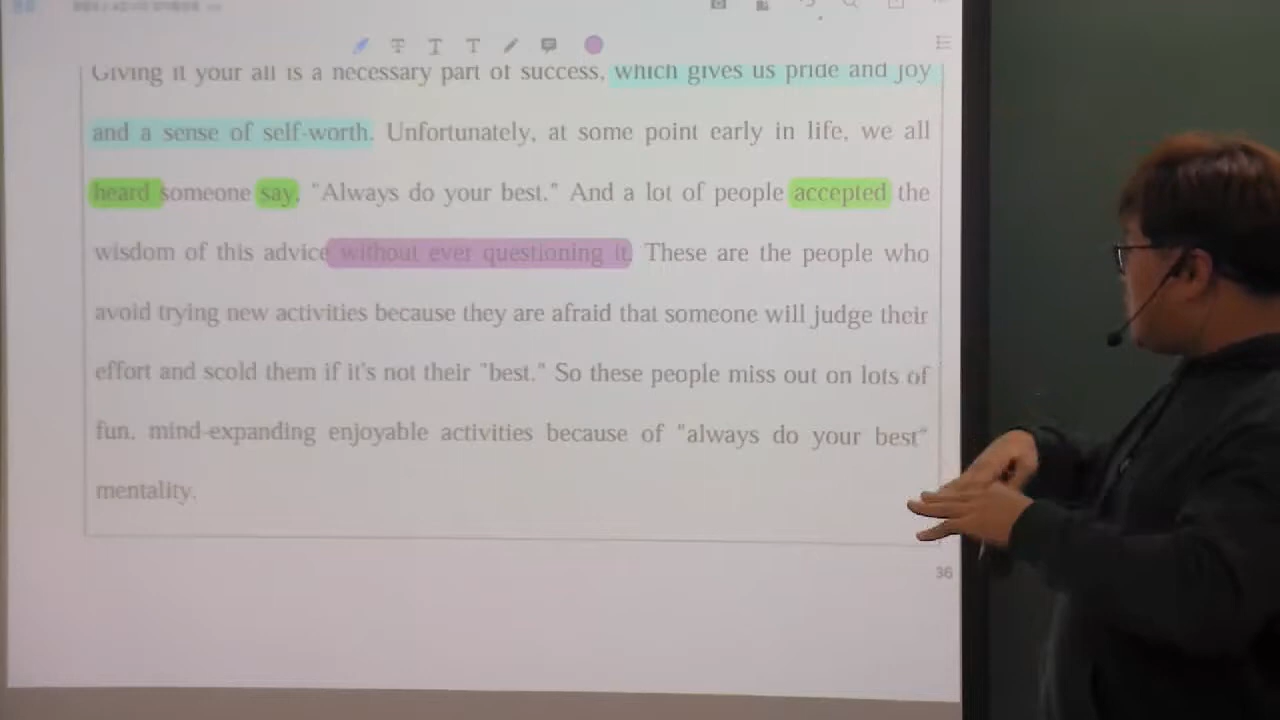 Giving it your all is a necessary part of success, which gives us pride and joy
and a sense of self-worth. Unfortunately, at some point early in life, we all
heard someone say, "Always do your best." And a lot of people accepted the
wisdom of this advice without ever questioning it. These are the people who
avoid trying new activities because they are afraid that someone will judge their
effort and scold them if it's not their "best." So these people miss out on lots of
fun, mind-expanding enjoyable activities because of "always do your best"
mentality.
36